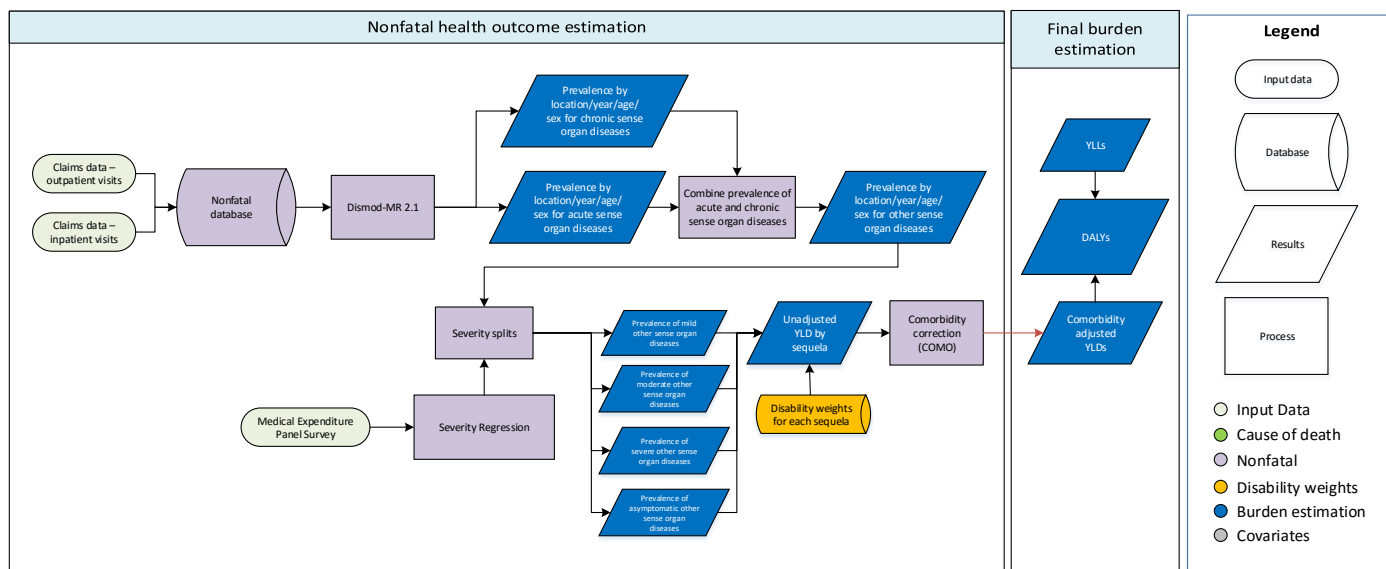 Nonfatal health outcome estimation
Final burden
estimation
Legend
Input data
Database
Results
Process
Input Data
Cause of death
Nonfatal
Disability weights
Burden estimation
Covariates
Claims data –
outpatient visits
Claims data –
inpatient visits
Nonfatal
database
Dismod-MR 2.1
Prevalence by
location/year/age/
sex for chronic sense
organ diseases
Prevalence by
location/year/age/
sex for acute sense
organ diseases
Combine prevalence of
acute and chronic
sense organ diseases
Prevalence by
location/year/age/
sex for other sense
organ diseases
Severity splits
Medical Expenditure
Panel Survey
Severity Regression
Prevalence of mild
other sense organ
diseases
Prevalence of
moderate other
sense organ
diseases
Prevalence of
severe other sense
organ diseases
Prevalence of
asymptomatic other
sense organ
diseases
Unadjusted
YLD by
sequela
Disability weights
for each sequela
Comorbidity
correction
(COMO)
YLLs
DALYs
Comorbidity
adjusted
YLDs